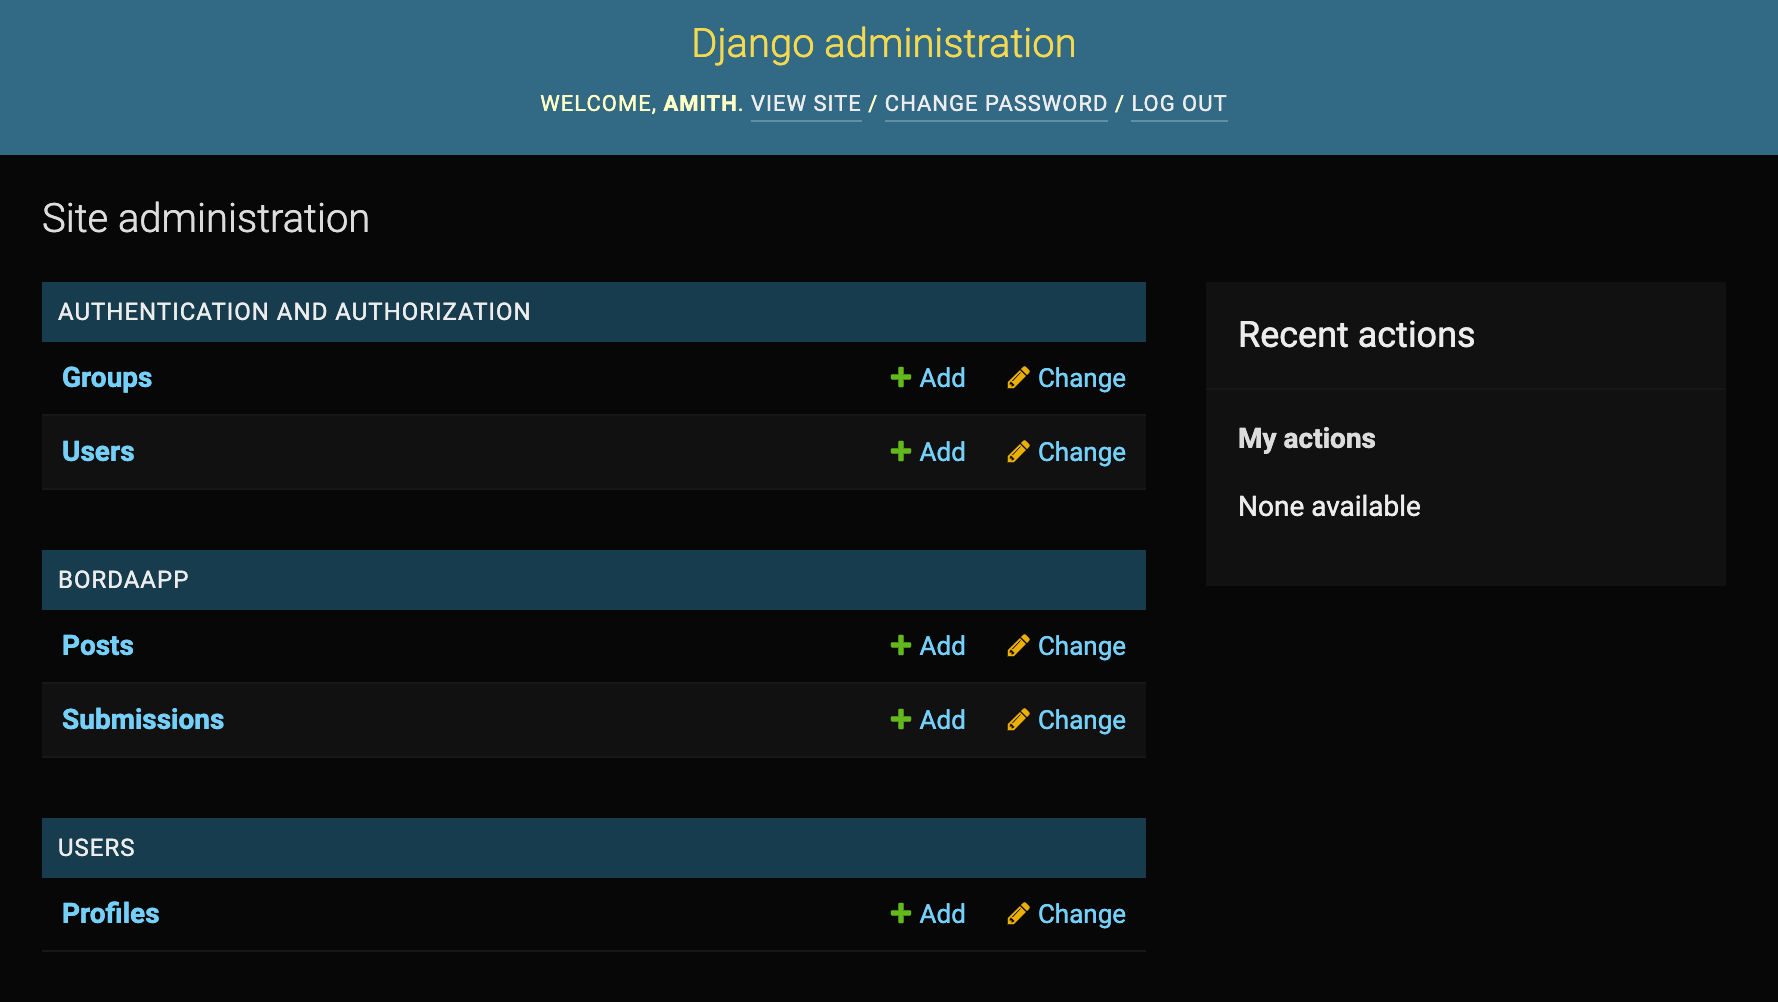 Django administration
WELCOME, AMITH. VIEW SITE / CHANGE PASSWORD / LOG OUT
Site administration
AUTHENTICATION AND AUTHORIZATION
Groups Add Change
Users Add Change
BORDAAPP
Posts Add Change
Submissions Add Change
USERS
Profiles Add Change
Recent actions
My actions
None available